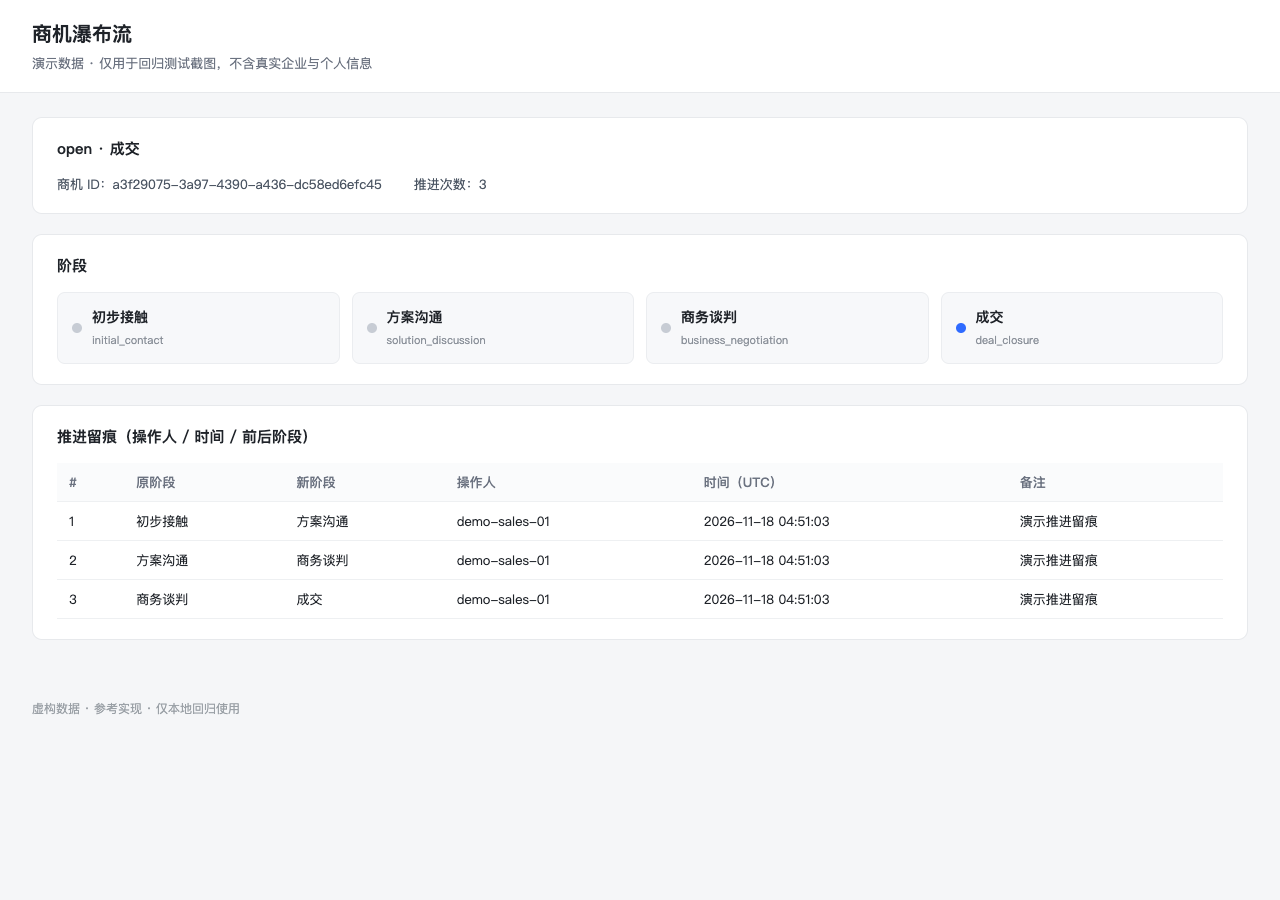 商机瀑布流
演示数据 · 仅用于回归测试截图，不含真实企业与个人信息
open · 成交
商机 ID：a3f29075-3a97-4390-a436-dc58ed6efc45 推进次数：3
阶段
初步接触 方案沟通 商务谈判 成交
initial_contact solution_discussion business_negotiation deal_closure
推进留痕（操作人 / 时间 / 前后阶段）
# 原阶段 新阶段 操作人 时间（UTC） 备注
1 初步接触 方案沟通 demo-sales-01 2026-11-18 04:51:03 演示推进留痕
2 方案沟通 商务谈判 demo-sales-01 2026-11-18 04:51:03 演示推进留痕
3 商务谈判 成交 demo-sales-01 2026-11-18 04:51:03 演示推进留痕
虚构数据 · 参考实现 · 仅本地回归使用